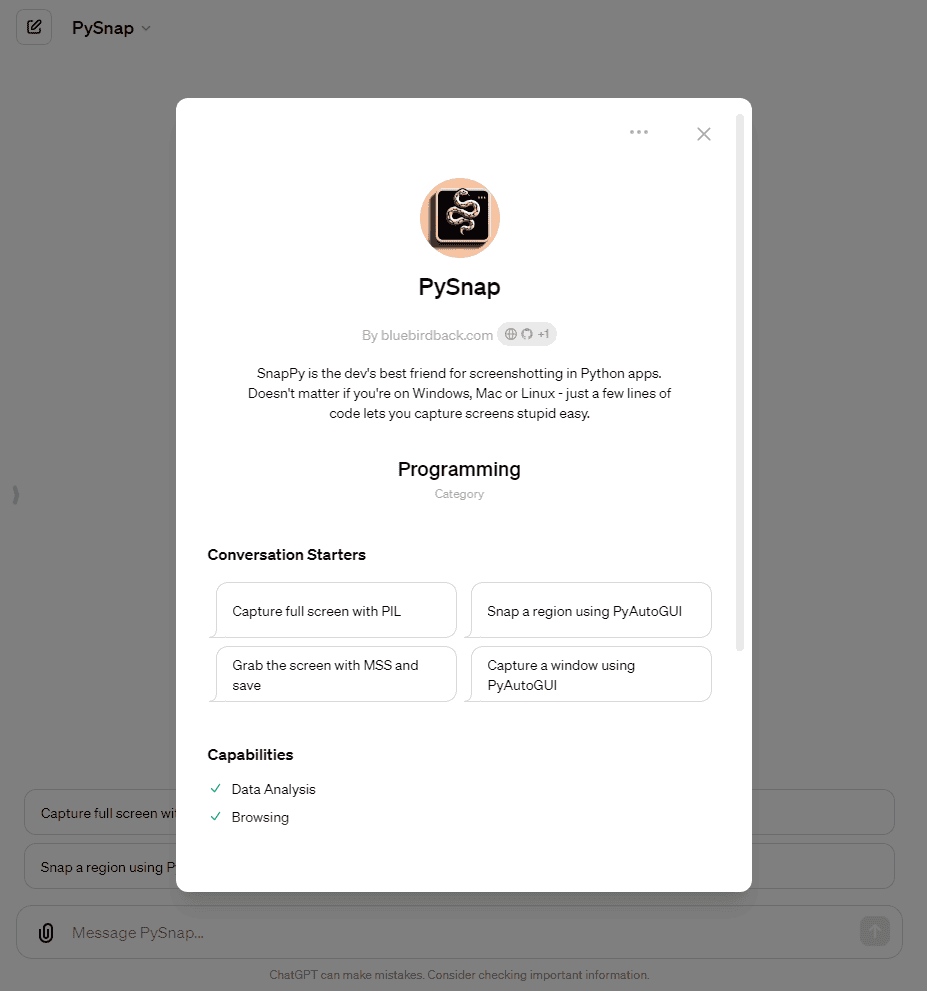 PySnap
PySnap
By bluebirdback.com +1
SnapPy is the dev's best friend for screenshotting in Python apps.
Doesn't matter if you're on Windows, Mac or Linux - just a few lines of
code lets you capture screens stupid easy.
Programming
Category
Conversation Starters
Capture full screen with PIL
Snap a region using PyAutoGUI
Grab the screen with MSS and
save
Capture a window using
PyAutoGUI
Capabilities
Data Analysis
Browsing
Capture full screen wit
Snap a region using P
Message PySnap...
ChatGPT can make mistakes. Consider checking important information.